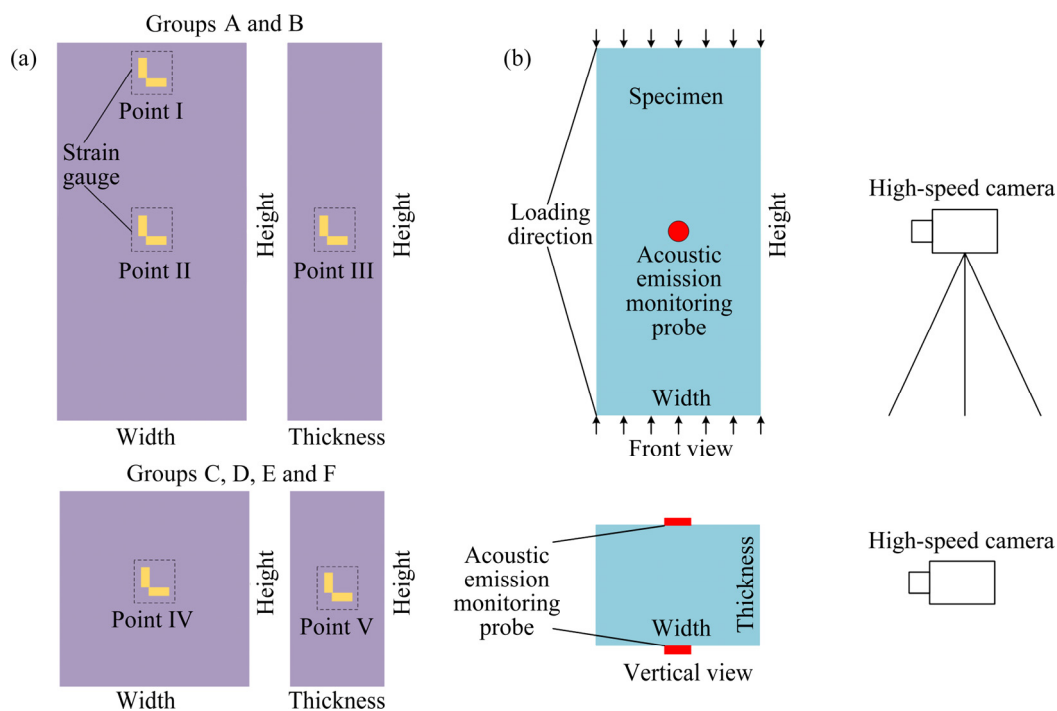 Groups A and B
(a)
Point I
Strain
gauge
Point II
Height
Point III
Height
Width
Thickness
Groups C, D, E and F
Point IV
Height
Point V
Height
Width
Thickness
(b)
Specimen
Loading
direction
Height
Acoustic
emission
monitoring
probe
Width
Front view
High-speed camera
Acoustic
emission
monitoring
probe
Thickness
Width
Vertical view
High-speed camera